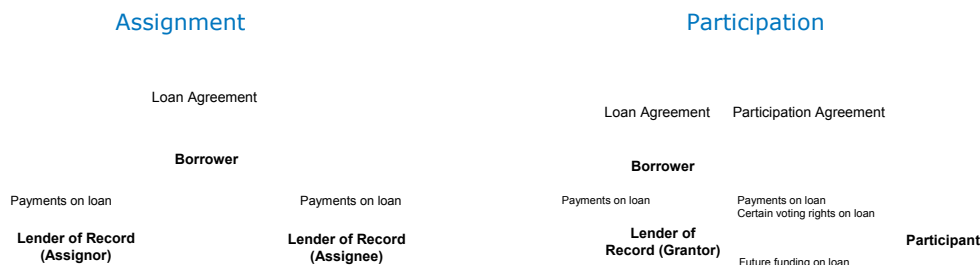 Assignment
Loan Agreement
Borrower
Payments on loan
Payments on loan
Lender of Record
(Assignor)
Lender of Record
(Assignee)
Participation
Loan Agreement
Participation Agreement
Borrower
Payments on loan
Payments on loan
Certain voting rights on loan
Lender of
Record (Grantor)
Participant
Future funding on loan